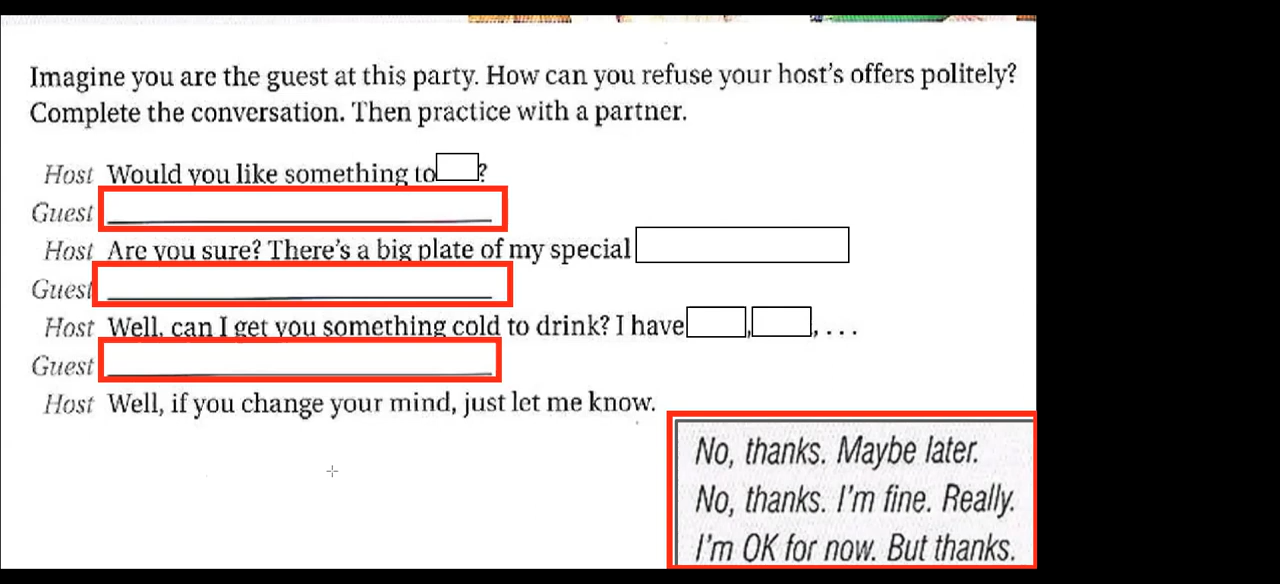 Imagine you are the guest at this party. How can you refuse your host's offers politely?
Complete the conversation. Then practice with a partner.
Host Would you like something to ?
Guest
Host Are you sure? There's a big plate of my special
Guest
Host Well, can I get you something cold to drink? I have , , . . .
Guest
Host Well, if you change your mind, just let me know.
No, thanks. Maybe later.
No, thanks. I'm fine. Really.
I'm OK for now. But thanks.